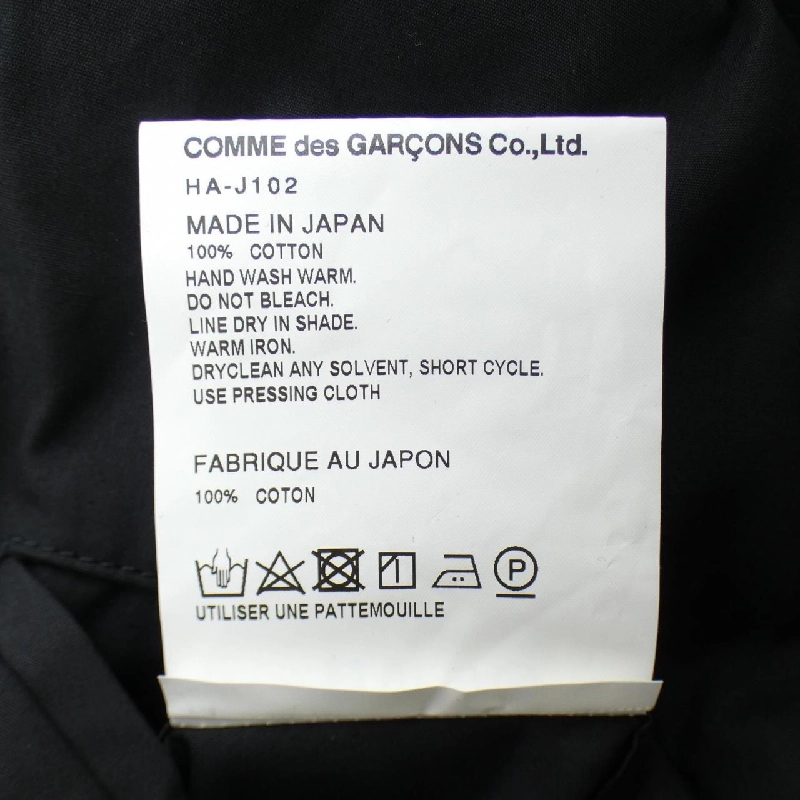 COMME des GARÇONS Co.,Ltd.
HA-J102
MADE IN JAPAN
100% COTTON
HAND WASH WARM.
DO NOT BLEACH.
LINE DRY IN SHADE.
WARM IRON.
DRYCLEAN ANY SOLVENT, SHORT CYCLE.
USE PRESSING CLOTH
FABRIQUE AU JAPON
100% COTON
P
UTILISER UNE PATTEMOUILLE